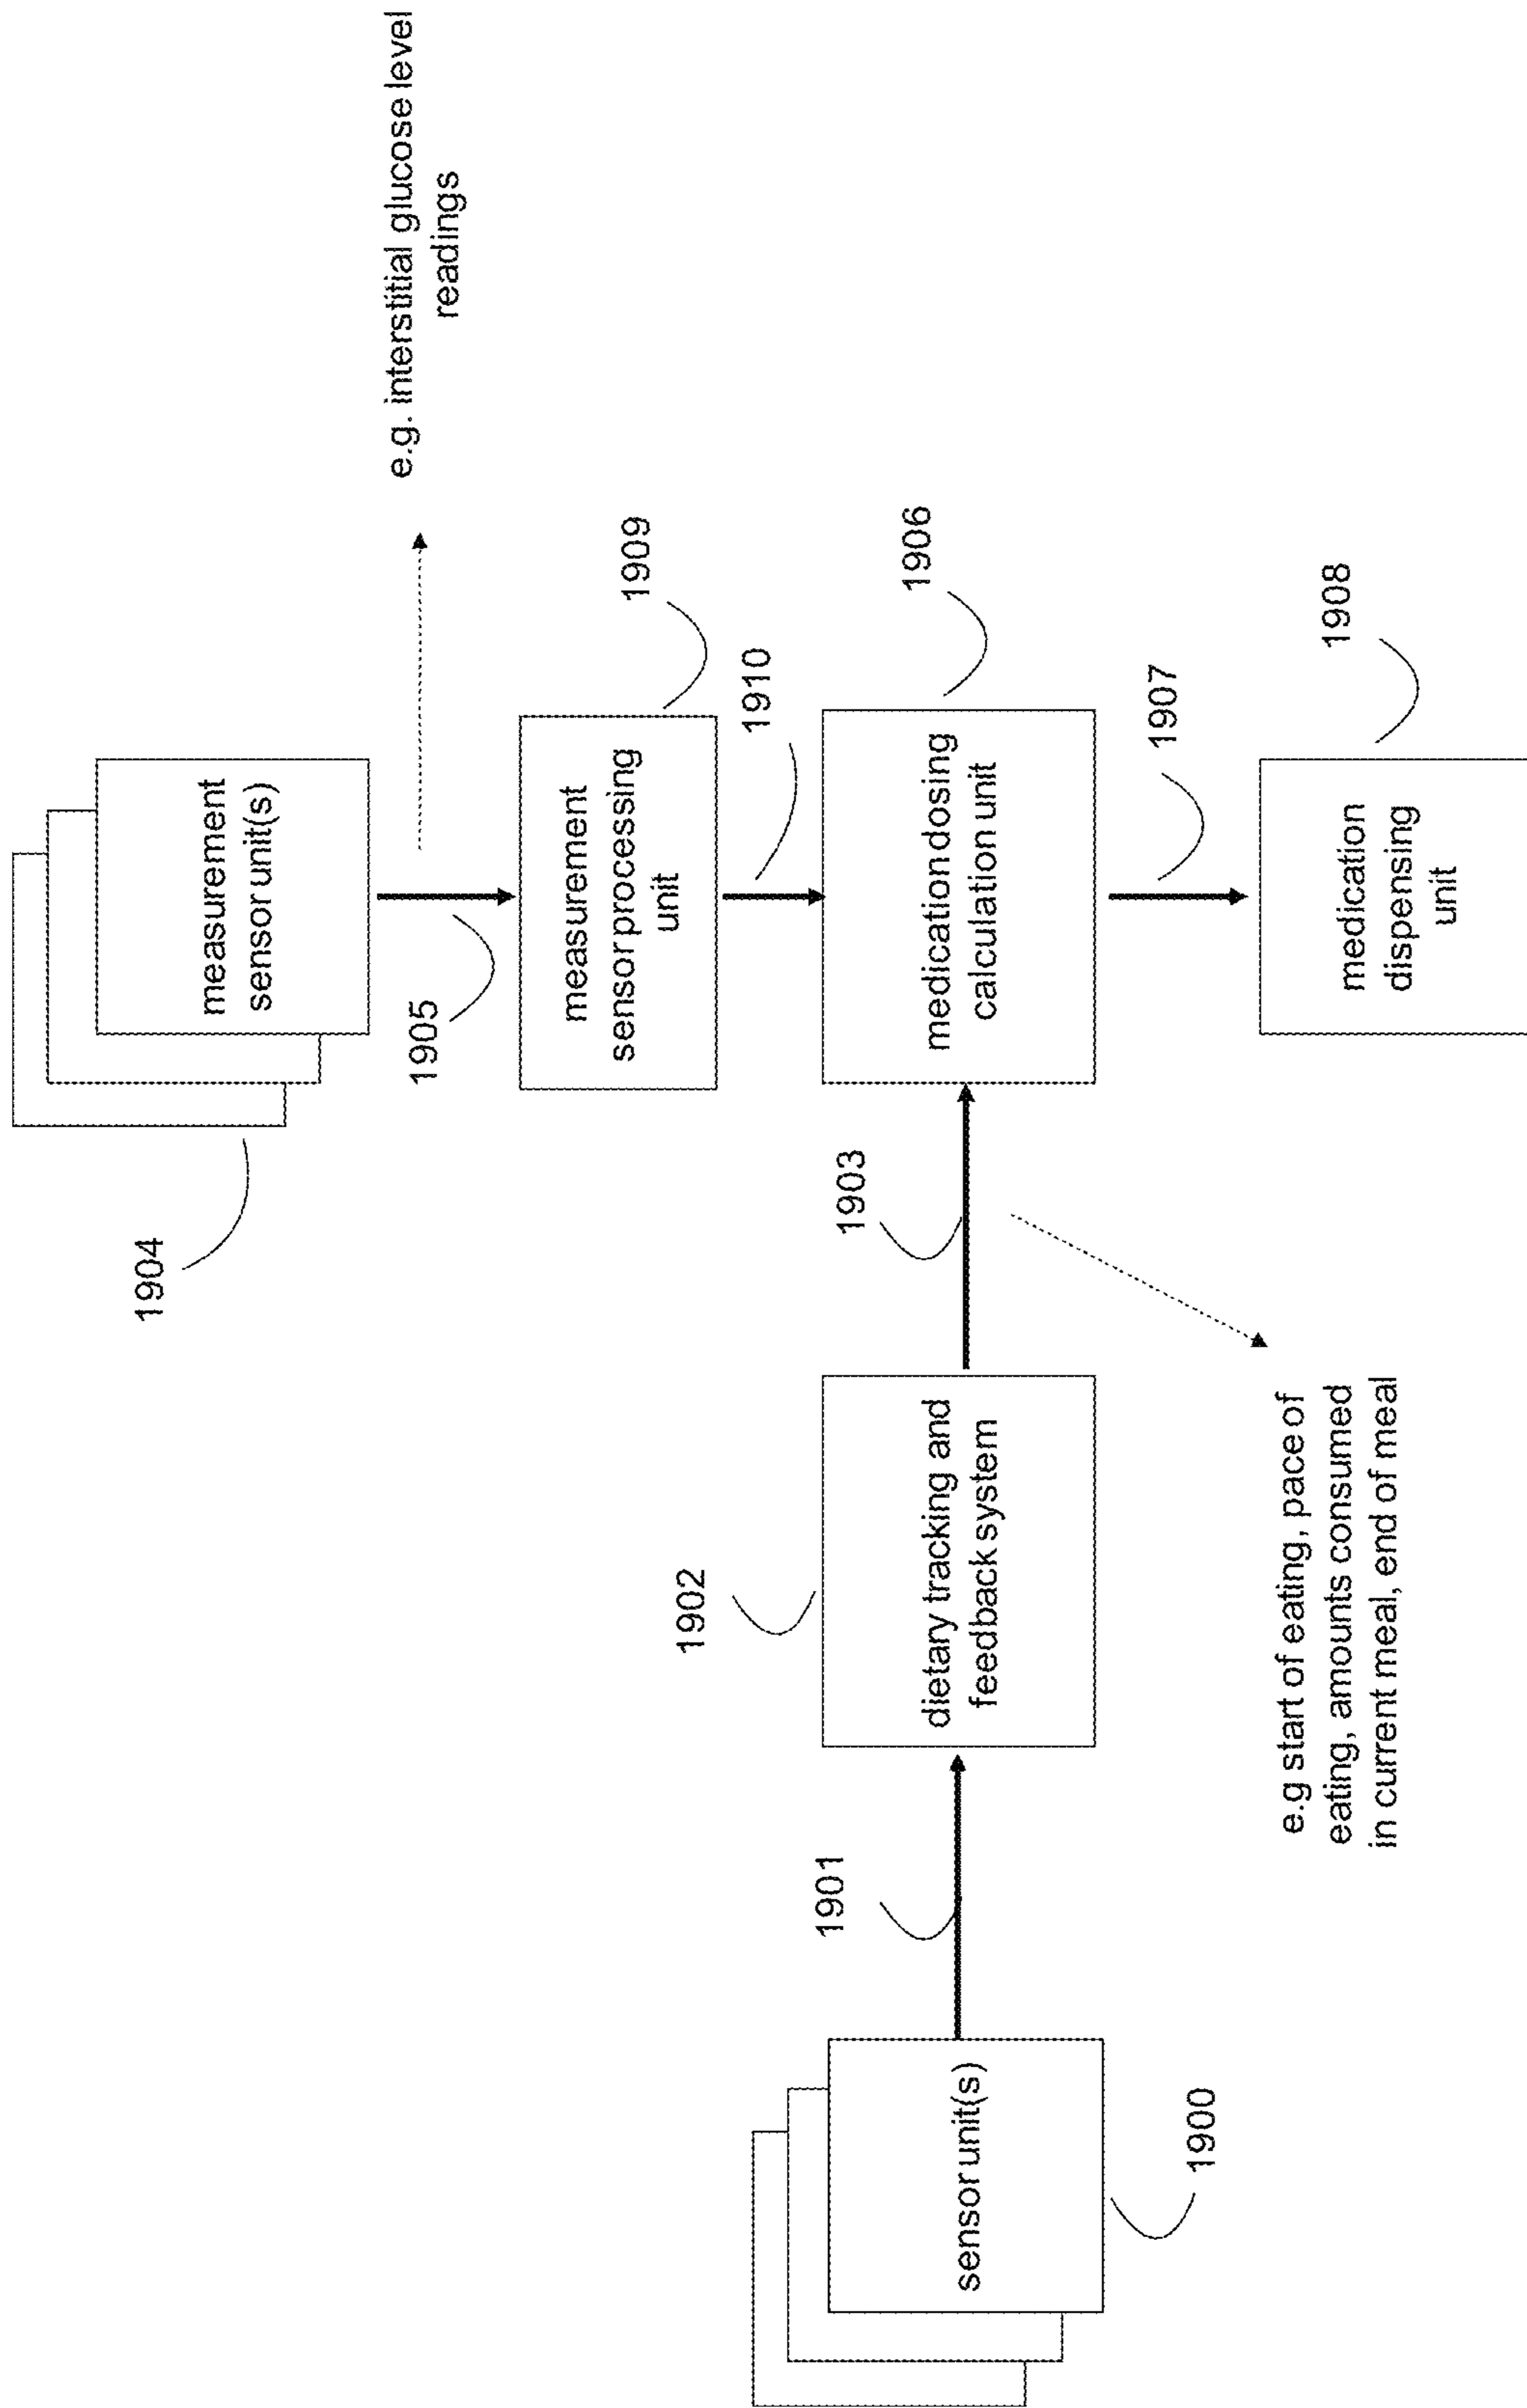 1904
measurement
sensor unit(s)
1905
e.g. interstitial glucose level
readings
measurement
sensor processing
unit
1909
1910
sensor unit(s)
1900
1901
1902
dietary tracking and
feedback system
1903
medication dosing
calculation unit
1906
e.g start of eating, pace of
eating, amounts consumed
in current meal, end of meal
1907
medication
dispensing
unit
1908